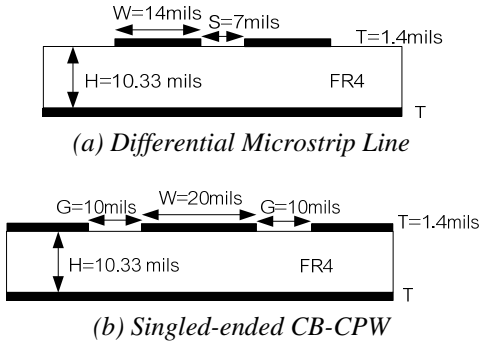 W=14mils
S=7mils
T=1.4mils
H=10.33 mils
FR4
T
(a) Differential Microstrip Line
W=20mils
G=10mils
G=10mils
T=1.4mils
H=10.33 mils
FR4
T
(b) Singled-ended CB-CPW